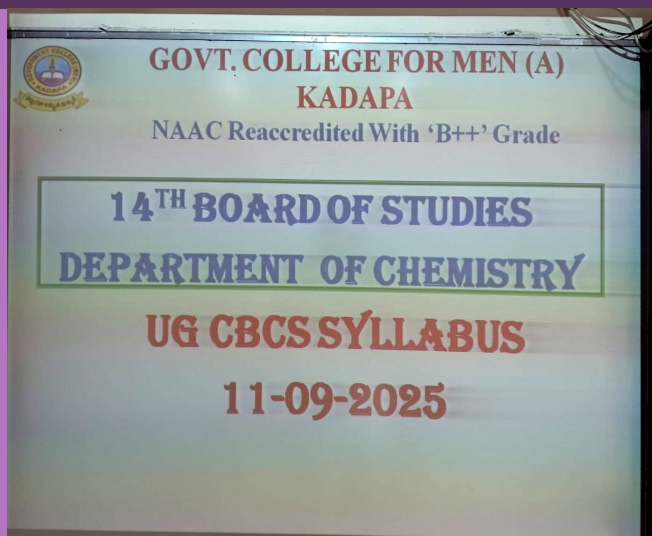 GOVT. COLLEGE FOR MEN (A)
KADAPA
NAAC Reaccredited With ‘B++’ Grade
14TH BOARD OF STUDIES
DEPARTMENT OF CHEMISTRY
UG CBCS SYLLABUS
11-09-2025